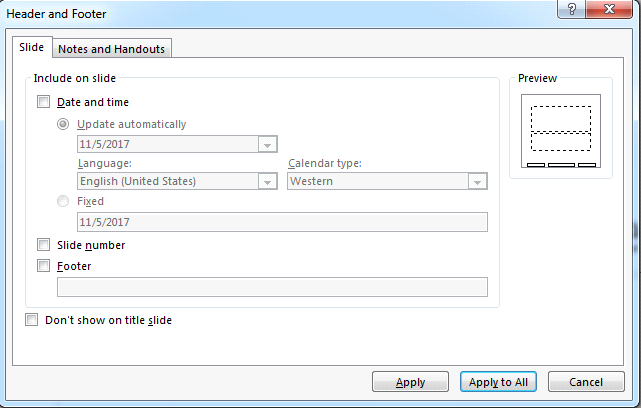 Header and Footer
?
Slide
Notes and Handouts
Include on slide
Preview
Date and time
Update automatically
11/5/2017
Language:
Calendar type:
English (United States)
Western
Fixed
11/5/2017
Slide number
Footer
Don't show on title slide
Apply
Apply to All
Cancel